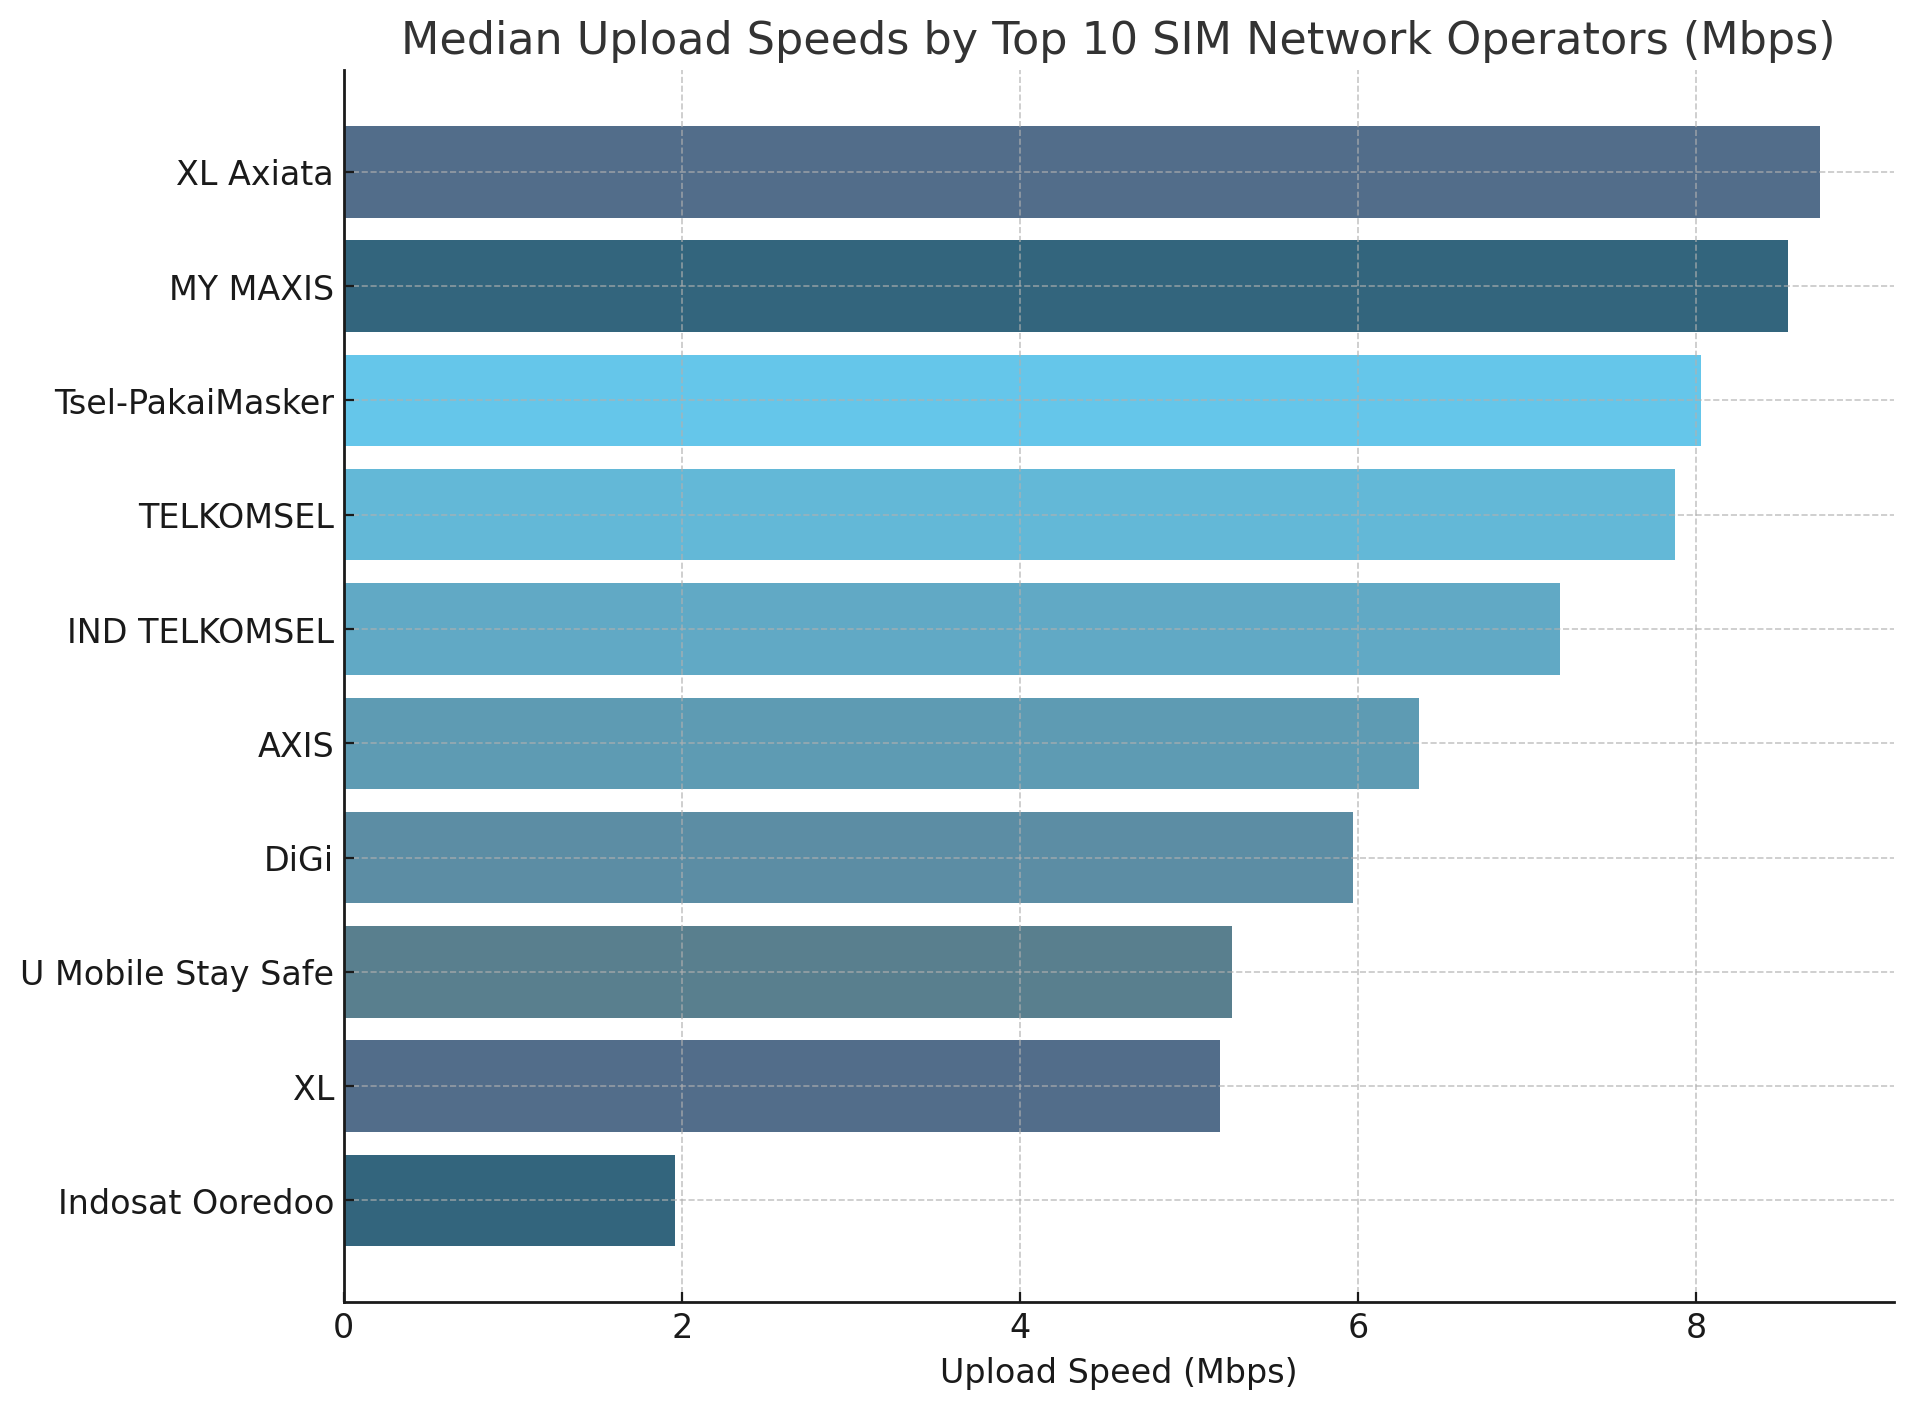 Median Upload Speeds by Top 10 SIM Network Operators (Mbps)
XL Axiata
MY MAXIS
Tsel-PakaiMasker
TELKOMSEL
IND TELKOMSEL
AXIS
DiGi
U Mobile Stay Safe
XL
Indosat Ooredoo
0 2 4 6 8
Upload Speed (Mbps)